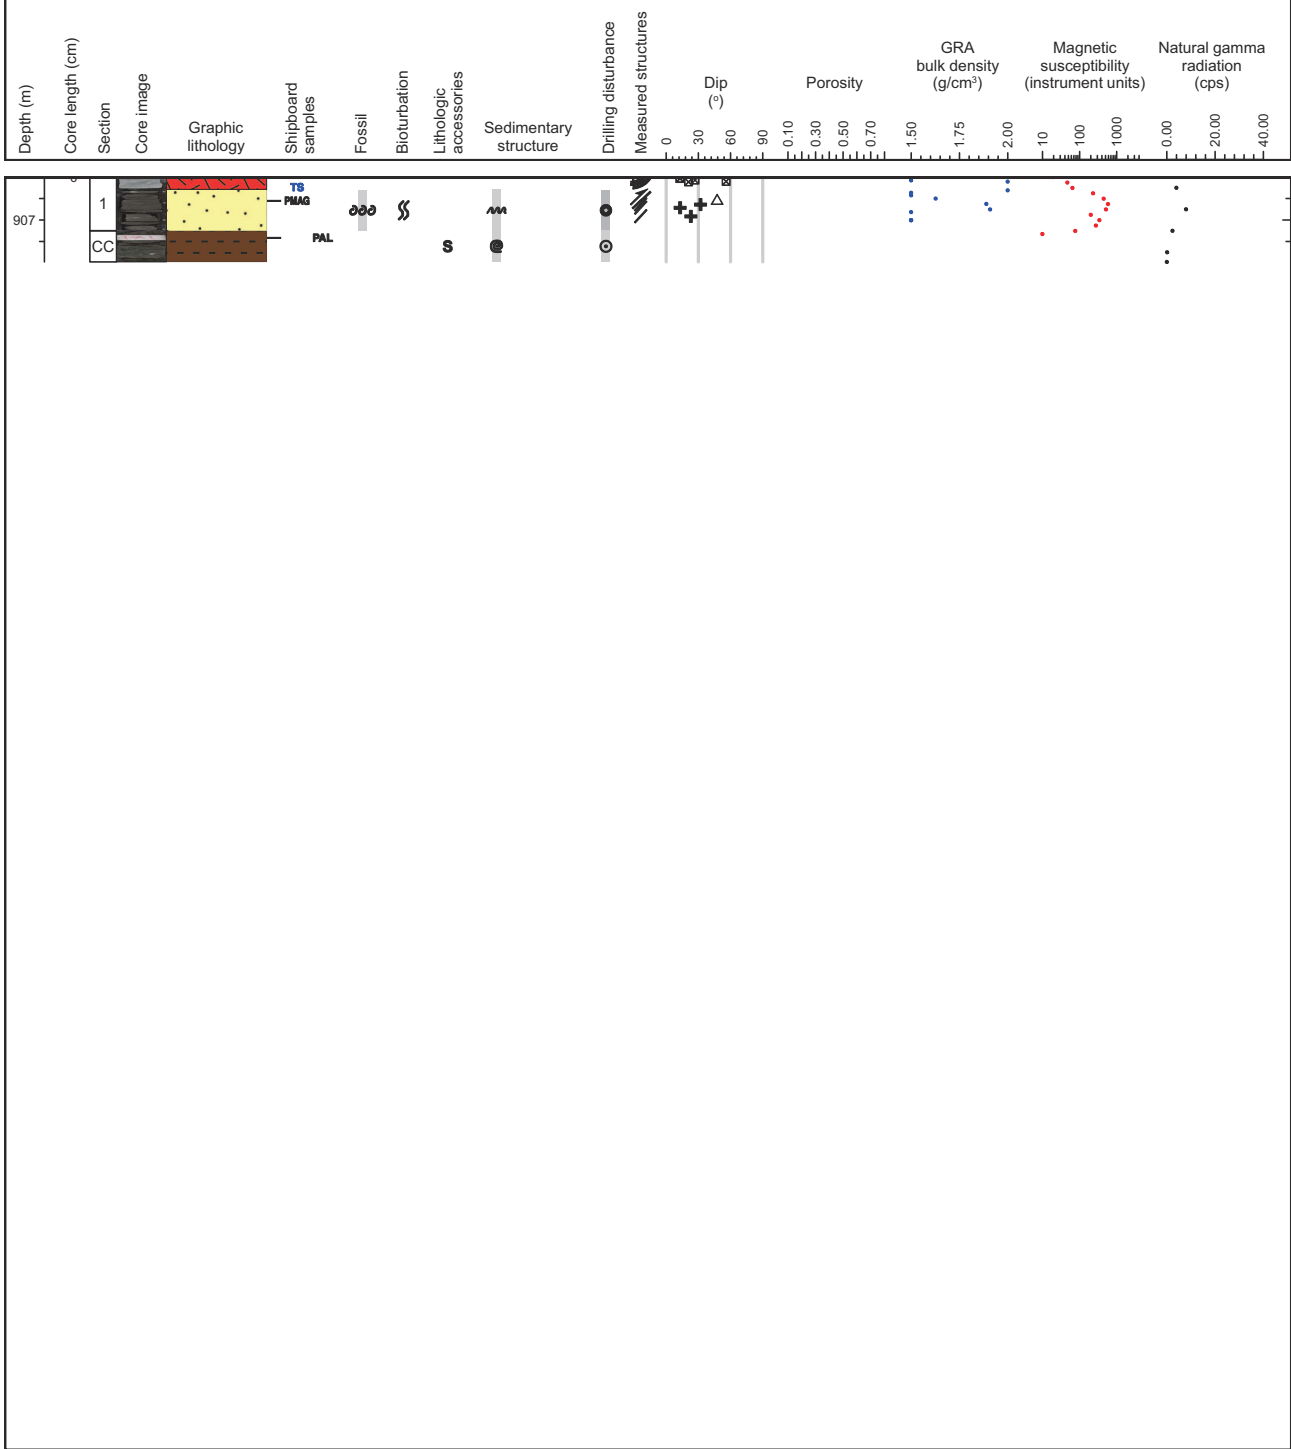 Depth (m)
Core length (cm)
Section
Core image
Graphic
lithology
Shipboard
samples
Fossil
Bioturbation
Lithologic
accessories
Sedimentary
structure
Drilling disturbance
Measured structures
Dip
(o)
0 30 60 90
Porosity
0.10 0.30 0.50 0.70
GRA
bulk density
(g/cm3)
1.50 1.75 2.00
Magnetic
susceptibility
(instrument units)
10 100 1000
Natural gamma
radiation
(cps)
0.00 20.00 40.00
TS
1 PMAG
907
PAL
CC S